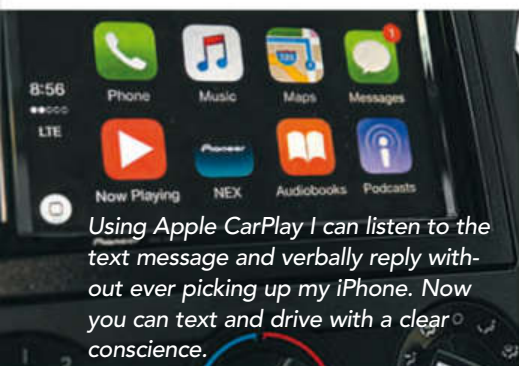 1
Phone Music Maps Messages
8:56
LTE
Now Playing NEX Audiobooks Podcasts
Pioneer
Using Apple CarPlay I can listen to the
text message and verbally reply with-
out ever picking up my iPhone. Now
you can text and drive with a clear
conscience.